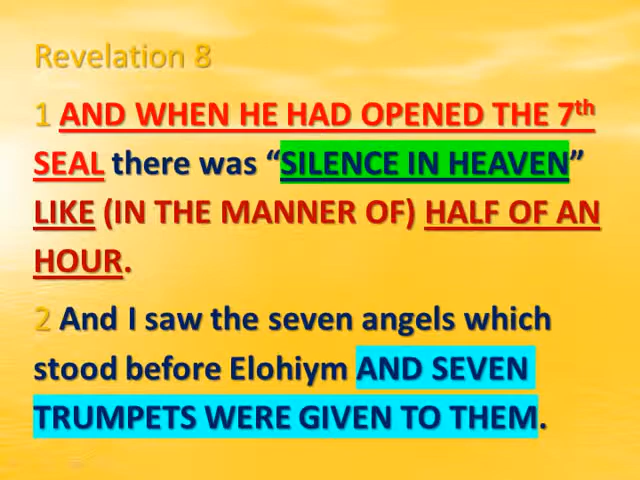 Revelation 8
1 AND WHEN HE HAD OPENED THE 7th
SEAL there was “SILENCE IN HEAVEN”
LIKE (IN THE MANNER OF) HALF OF AN
HOUR.
2 And I saw the seven angels which
stood before Elohiym AND SEVEN
TRUMPETS WERE GIVEN TO THEM.